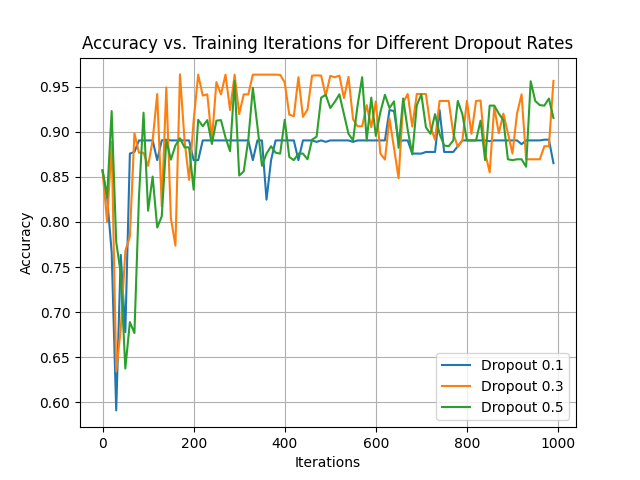 Accuracy vs. Training Iterations for Different Dropout Rates
0.95
0.90
0.85
0.80
0.75
0.70
0.65
0.60
Accuracy
0 200 400 600 800 1000
Iterations
Dropout 0.1
Dropout 0.3
Dropout 0.5